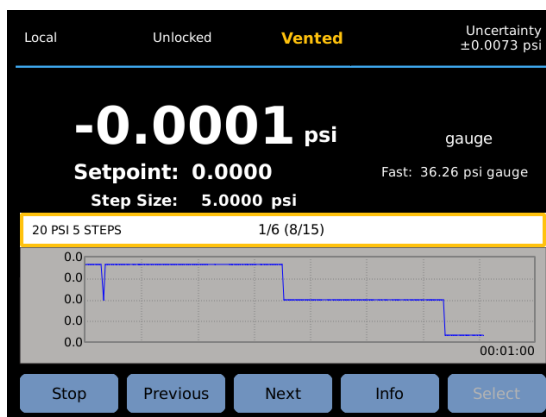 Local Unlocked Vented Uncertainty
±0.0073 psi
-0.0001 psi gauge
Setpoint: 0.0000 Fast: 36.26 psi gauge
Step Size: 5.0000 psi
20 PSI 5 STEPS 1/6 (8/15)
0.0
0.0
0.0
0.0
0.0
00:01:00
Stop Previous Next Info Select